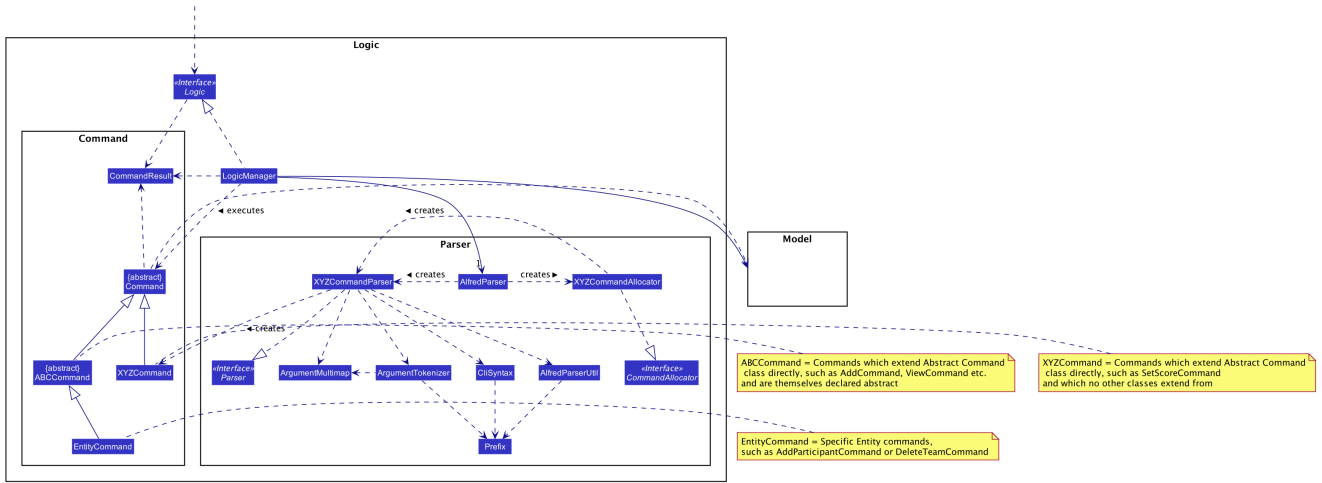 Logic
«Interface»
Logic
Command
CommandResult
LogicManager
◄ executes
◄ creates
Parser
Model
{abstract}
Command
XYZCommandParser
◄ creates
1
AlfredParser
creates ►
XYZCommandAllocator
◄ creates
{abstract}
ABCCommand
XYZCommand
«Interface»
Parser
ArgumentMultimap
ArgumentTokenizer
CliSyntax
AlfredParserUtil
«Interface»
CommandAllocator
ABCCommand = Commands which extend Abstract Command
class directly, such as AddCommand, ViewCommand etc.
and are themselves declared abstract
XYZCommand = Commands which extend Abstract Command
class directly, such as SetScoreCommand
and which no other classes extend from
EntityCommand
Prefix
EntityCommand = Specific Entity commands,
such as AddParticipantCommand or DeleteTeamCommand